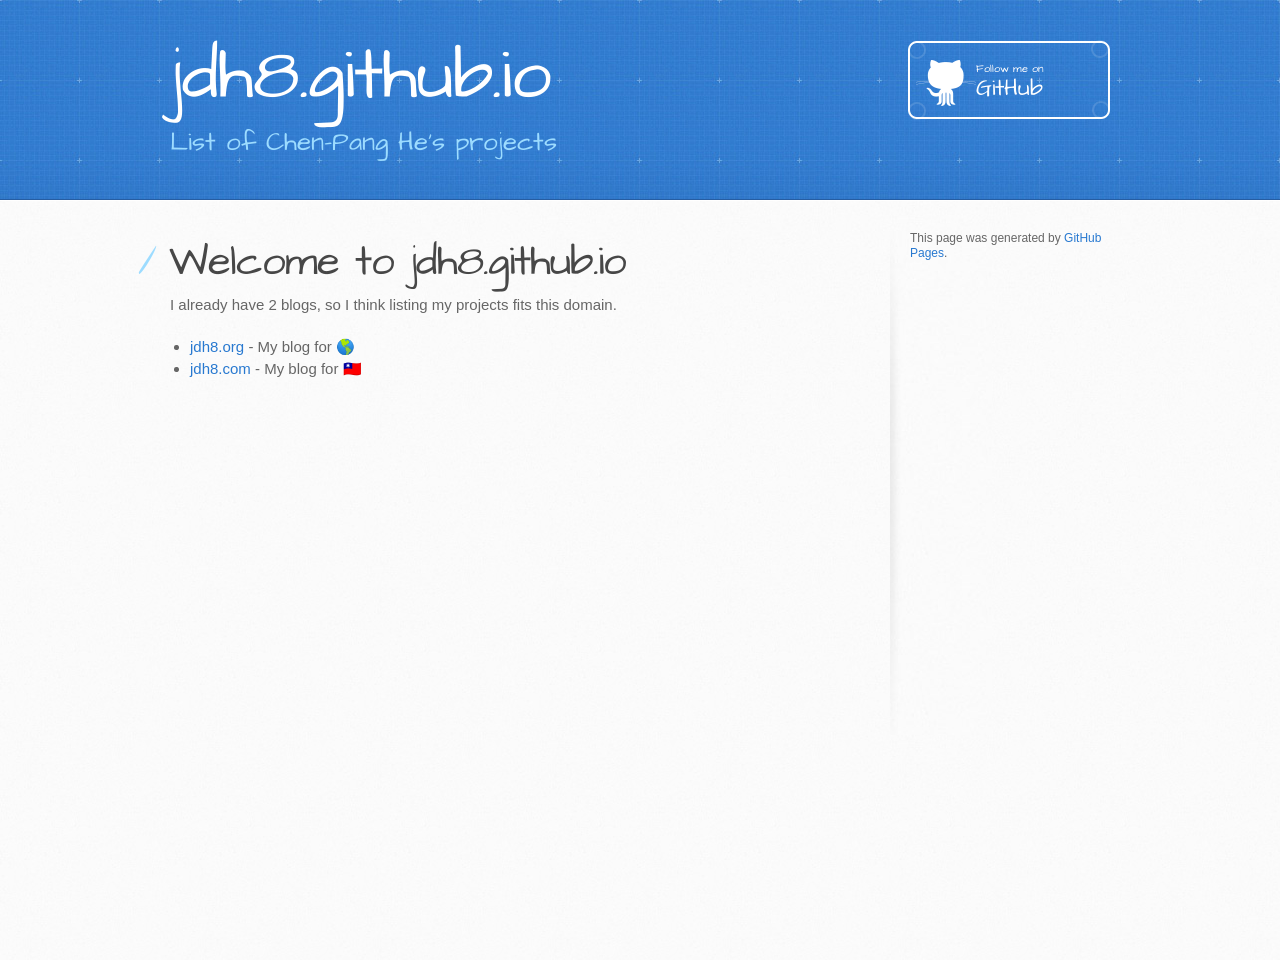 jdh8.github.io
List of Chen-Pang He's projects
Follow me on
GitHub
Welcome to jdh8.github.io
I already have 2 blogs, so I think listing my projects fits this domain.
jdh8.org - My blog for 🌎
jdh8.com - My blog for 🇹🇼
This page was generated by GitHub
Pages.